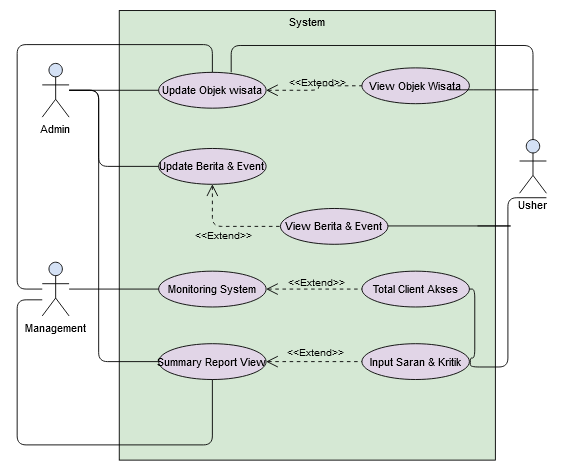 System
<<Extend>>
Update Objek wisata
View Objek Wisata
Admin
Update Berita & Event
Usher
View Berita & Event
<<Extend>>
<<Extend>>
Monitoring System
Total Client Akses
Management
<<Extend>>
Summary Report View
Input Saran & Kritik